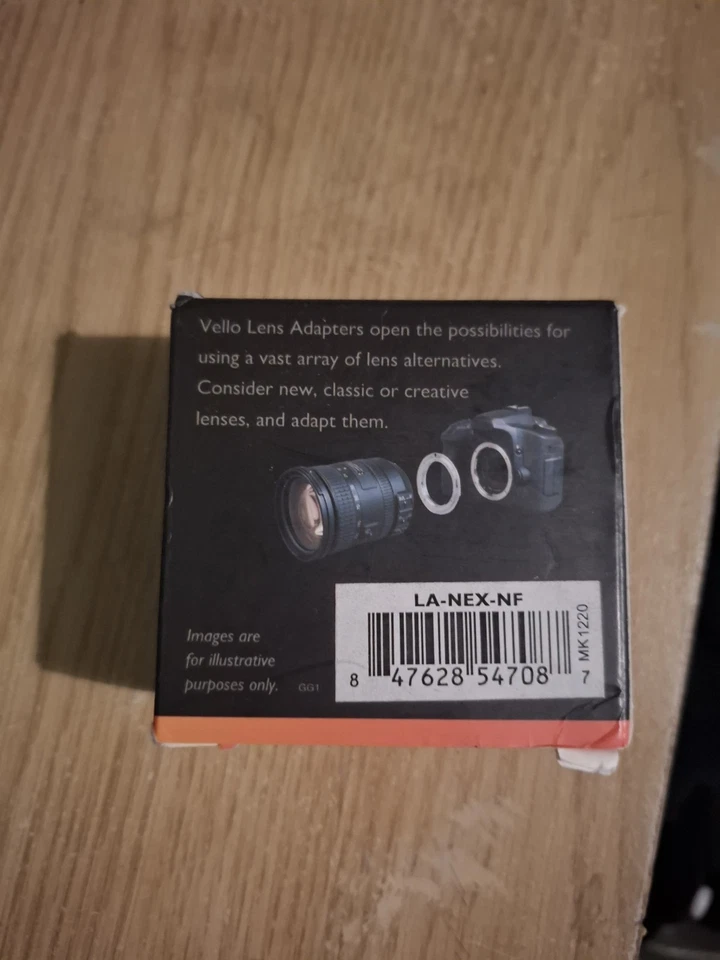 Vello Lens Adapters open the possibilities for
using a vast array of lens alternatives.
Consider new, classic or creative
lenses, and adapt them.
LA-NEX-NF
MK1220
8 47628 54708 7
Images are
for illustrative
purposes only.
GG1